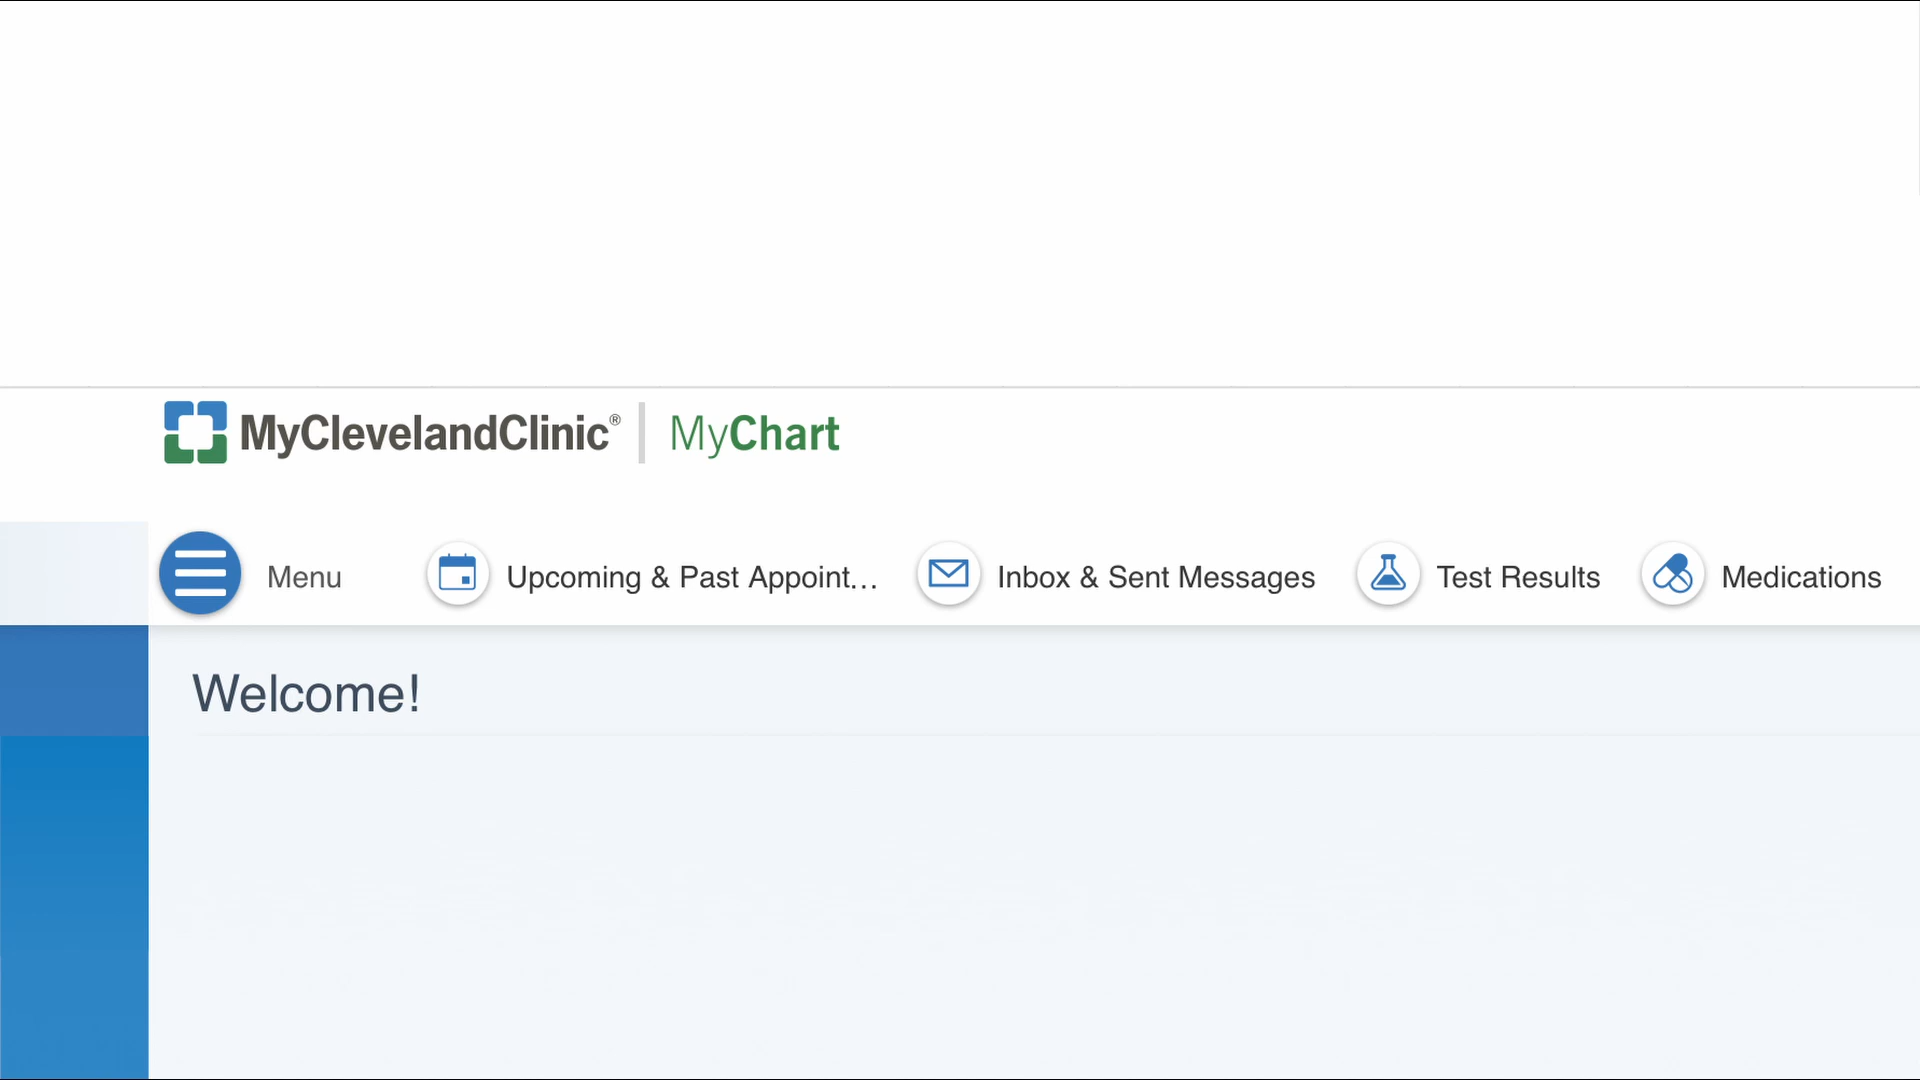 MyClevelandClinic® | MyChart
Menu Upcoming & Past Appoint... Inbox & Sent Messages Test Results Medications
Welcome!